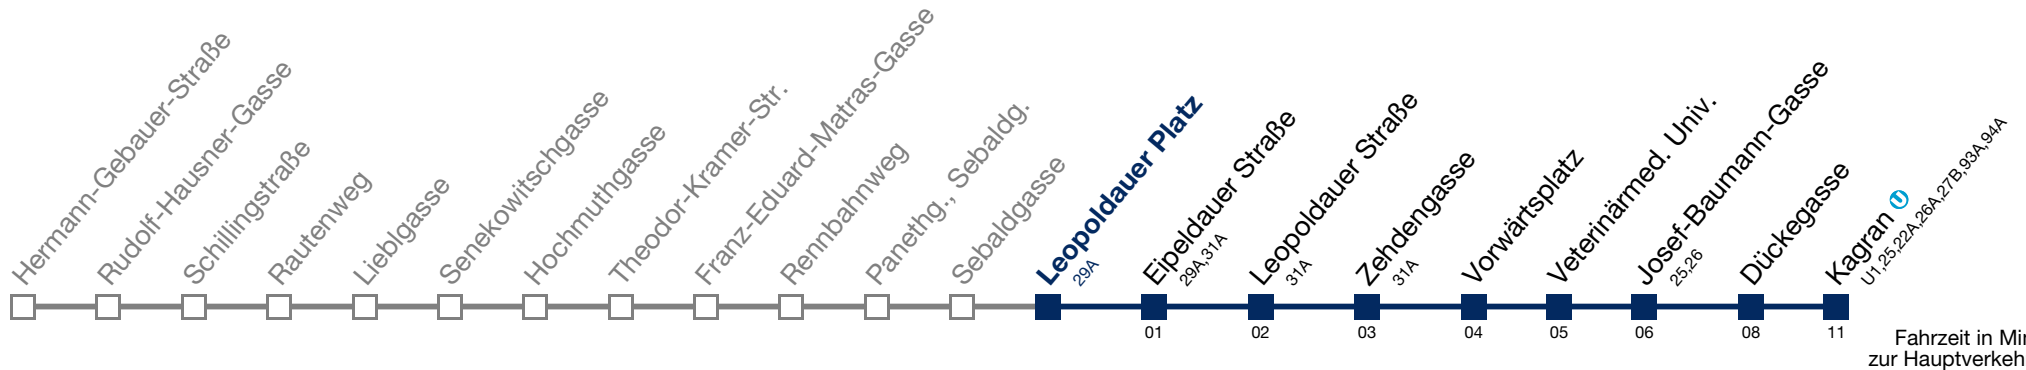 Hermann-Gebauer-Straße
Rudolf-Hausner-Gasse
Schillingstraße
Rautenweg
Lieblgasse
Senekowitschgasse
Hochmuthgasse
Theodor-Kramer-Str.
Franz-Eduard-Matras-Gasse
Rennbahnweg
Panethg., Sebaldg.
Sebaldgasse
Leopoldauer Platz
29A
Eipeldauer Straße
29A,31A
Leopoldauer Straße
31A
Zehdengasse
31A
Vorwärtsplatz
Veterinärmed. Univ.
Josef-Baumann-Gasse
25,26
Dückegasse
Kagran U
U1,25,22A,26A,27B,93A,94A
01 02 03 04 05 06 08 11
Fahrzeit in Min
zur Hauptverkeh